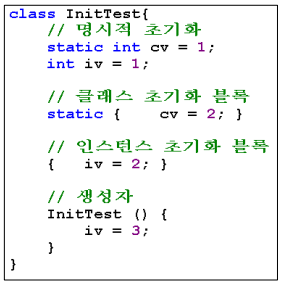 class InitTest{
// 명시적 초기화
static int cv = 1;
int iv = 1;
// 클래스 초기화 블록
static { cv = 2; }
// 인스턴스 초기화 블록
{ iv = 2; }
// 생성자
InitTest () {
iv = 3;
}
}